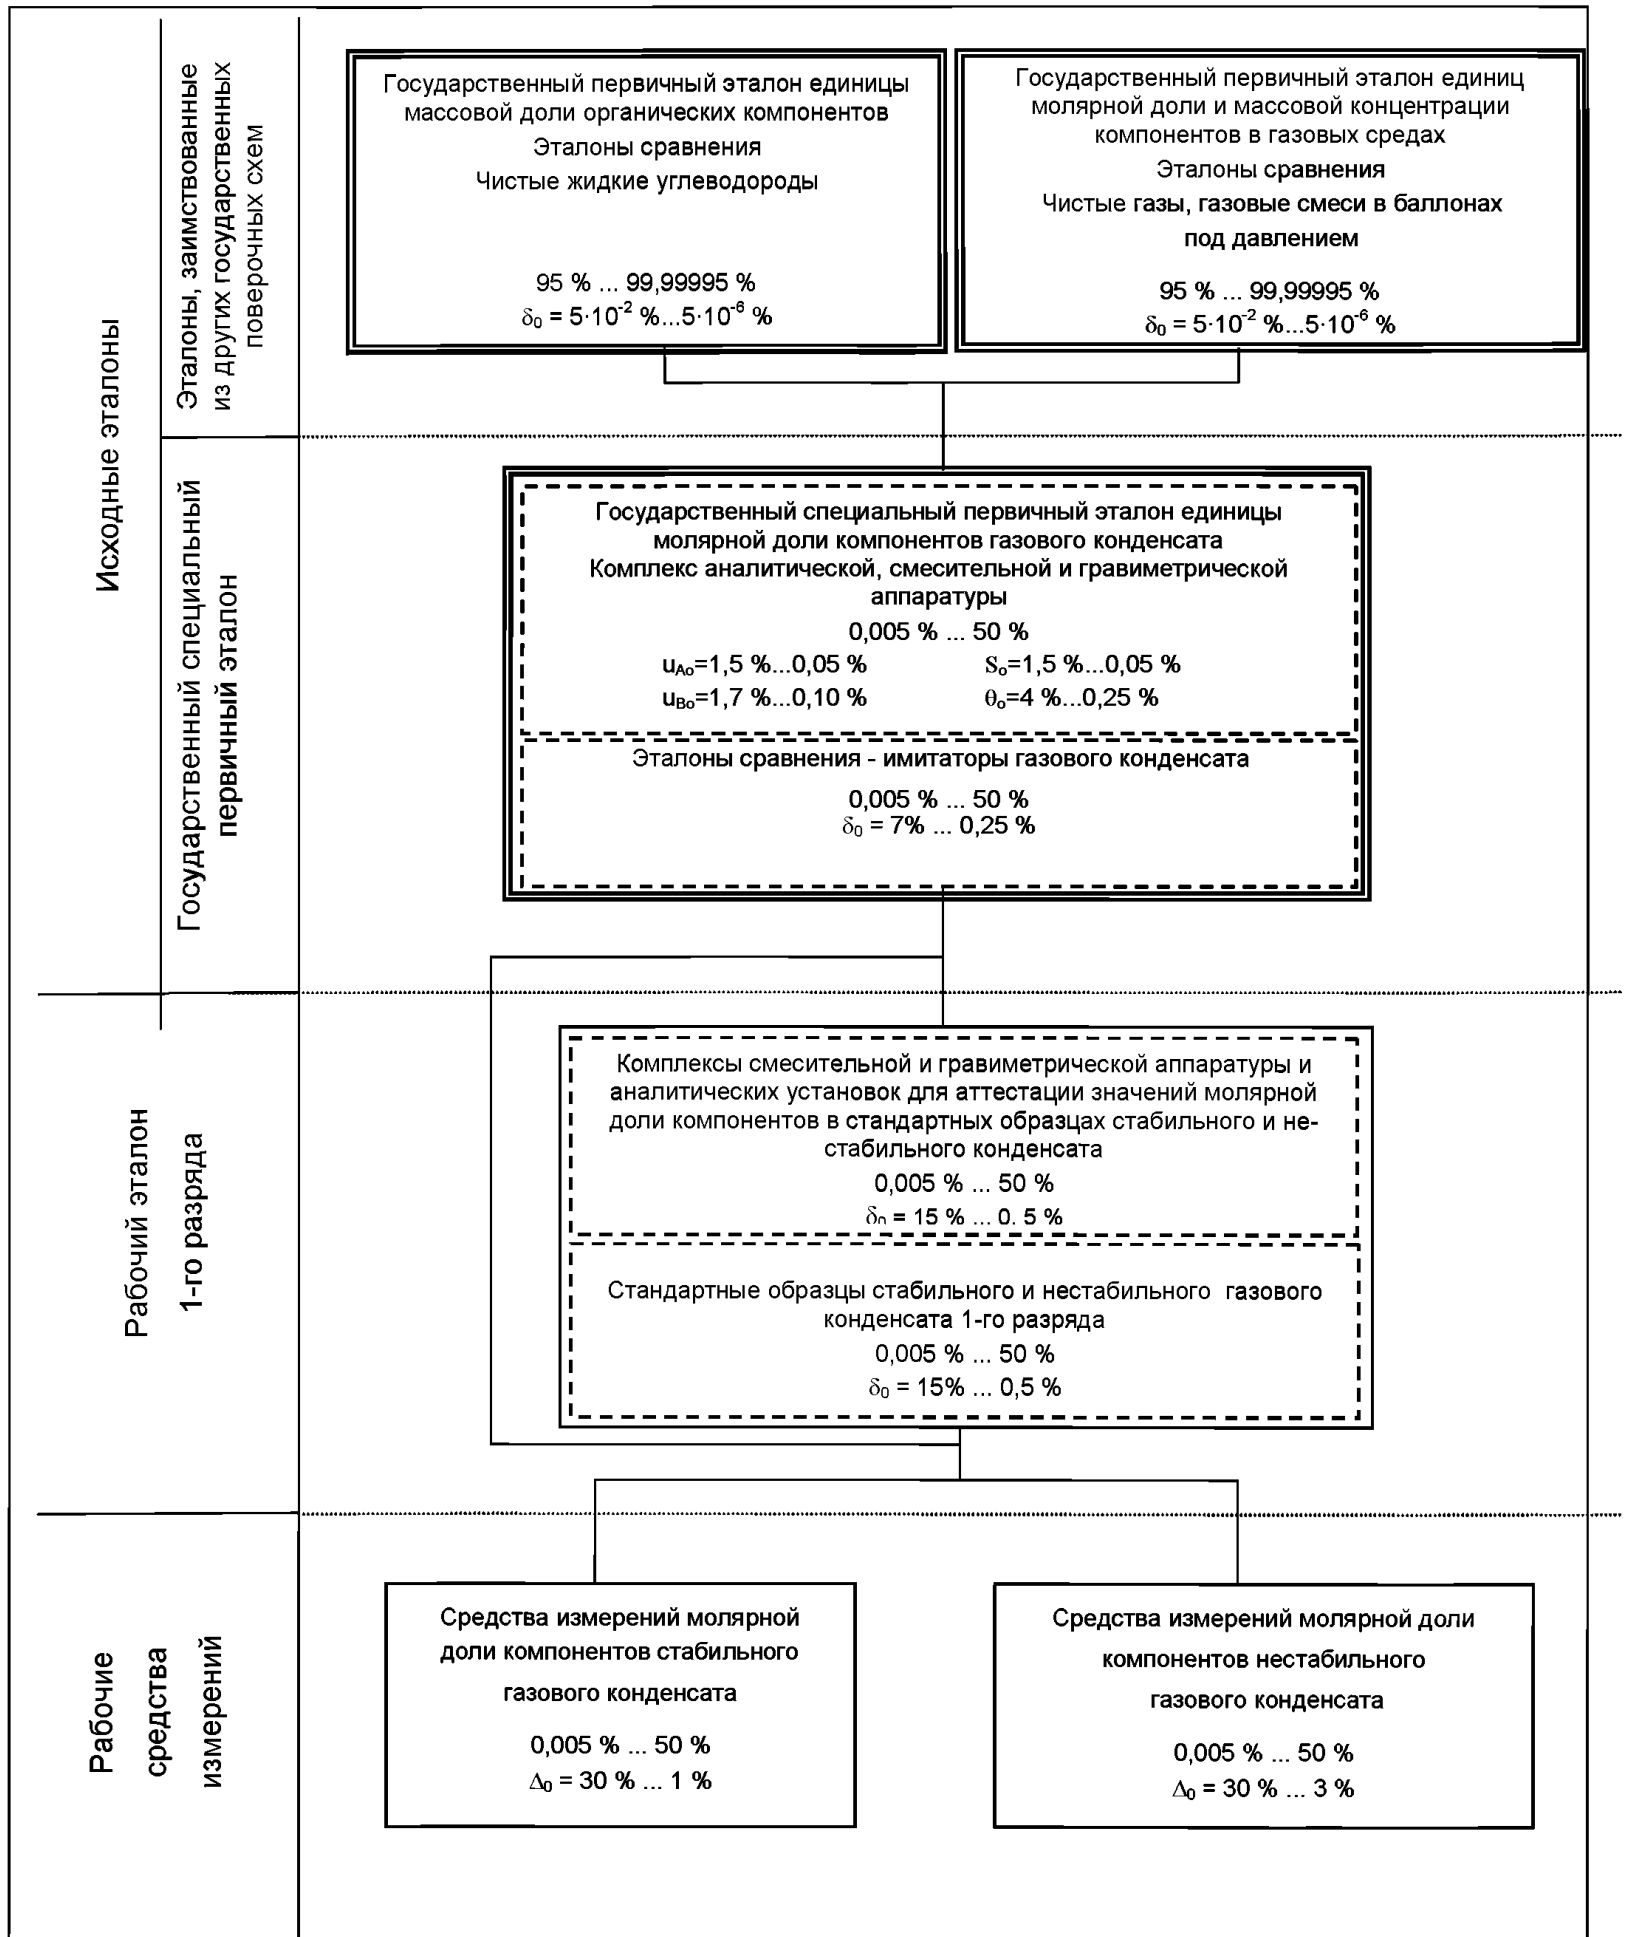 Исходные эталоны
Эталоны, заимствованные
из других государственных
поверочных схем
Государственный первичный эталон единицы
массовой доли органических компонентов
Эталоны сравнения
Чистые жидкие углеводороды
95 % ... 99,99995 %
δ₀ = 5·10⁻² %...5·10⁻⁶ %
Государственный первичный эталон единиц
молярной доли и массовой концентрации
компонентов в газовых средах
Эталоны сравнения
Чистые газы, газовые смеси в баллонах
под давлением
95 % ... 99,99995 %
δ₀ = 5·10⁻² %...5·10⁻⁶ %
Государственный специальный
первичный эталон
Государственный специальный первичный эталон единицы
молярной доли компонентов газового конденсата
Комплекс аналитической, смесительной и гравиметрической
аппаратуры
0,005 % ... 50 %
uAo=1,5 %...0,05 % So=1,5 %...0,05 %
uBo=1,7 %...0,10 % θo=4 %...0,25 %
Эталоны сравнения - имитаторы газового конденсата
0,005 % ... 50 %
δ₀ = 7% ... 0,25 %
Рабочий эталон
1-го разряда
Комплексы смесительной и гравиметрической аппаратуры и
аналитических установок для аттестации значений молярной
доли компонентов в стандартных образцах стабильного и не-
стабильного конденсата
0,005 % ... 50 %
δ₀ = 15 % ... 0. 5 %
Стандартные образцы стабильного и нестабильного газового
конденсата 1-го разряда
0,005 % ... 50 %
δ₀ = 15% ... 0,5 %
Рабочие
средства
измерений
Средства измерений молярной
доли компонентов стабильного
газового конденсата
0,005 % ... 50 %
Δ₀ = 30 % ... 1 %
Средства измерений молярной доли
компонентов нестабильного
газового конденсата
0,005 % ... 50 %
Δ₀ = 30 % ... 3 %